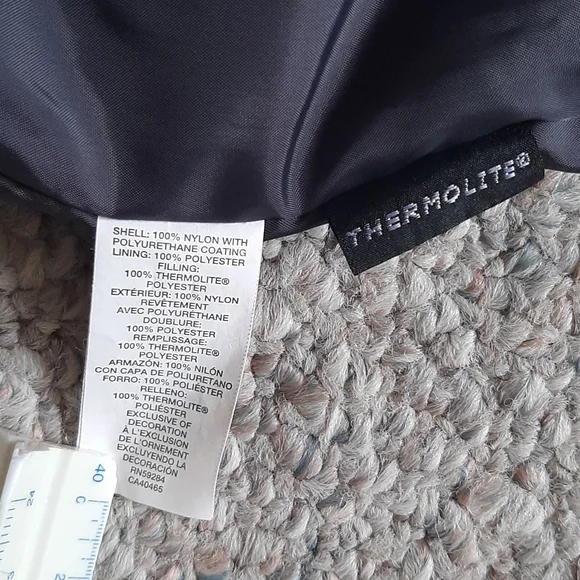 THERMOLITE®
SHELL: 100% NYLON WITH
POLYURETHANE COATING
LINING: 100% POLYESTER
FILLING:
100% THERMOLITE®
POLYESTER
EXTÉRIEUR: 100% NYLON
REVÊTEMENT
AVEC POLYURÉTHANE
DOUBLURE:
100% POLYESTER
REMPLISSAGE:
100% THERMOLITE®
POLYESTER
ARMAZÓN: 100% NILÓN
CON CAPA DE POLIURETANO
FORRO: 100% POLIÉSTER
RELLENO:
100% THERMOLITE®
POLIÉSTER
EXCLUSIVE OF
DECORATION
À L'EXCLUSION
DE L'ORNEMENT
EXCLUYENDO LA
DECORACIÓN
RN59284
CA40465
40
C
24